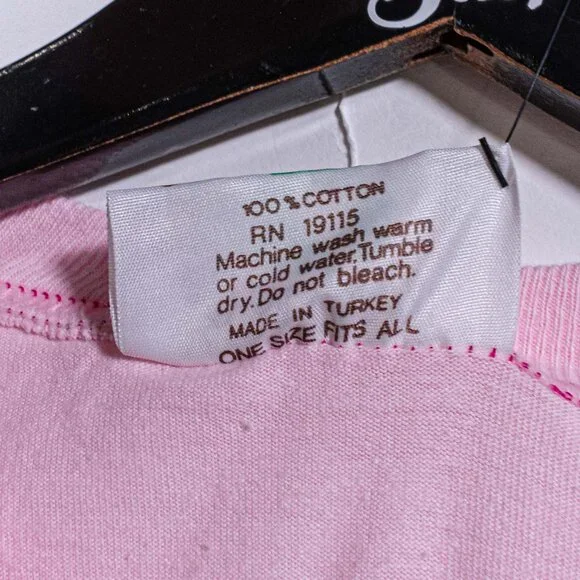 100% COTTON
RN 19115
Machine wash warm
or cold water.Tumble
dry.Do not bleach.
MADE IN TURKEY
ONE SIZE FITS ALL